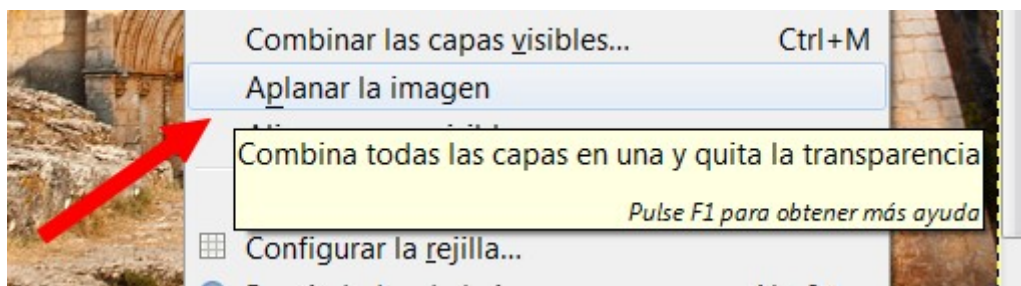 Combinar las capas visibles... Ctrl+M
Aplanar la imagen
Combina todas las capas en una y quita la transparencia
Pulse F1 para obtener más ayuda
Configurar la rejilla...